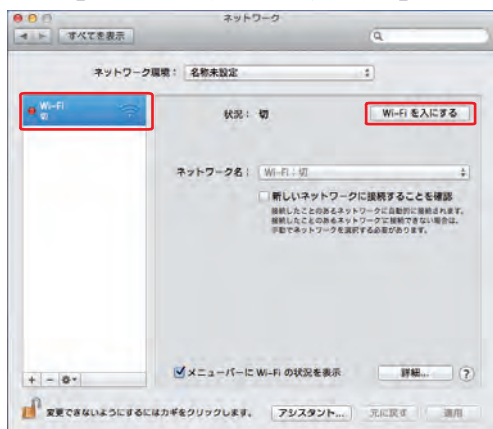 ネットワーク
すべてを表示
ネットワーク環境： 名称未設定
Wi-Fi
切
状況： 切
Wi-Fi を入にする
ネットワーク名： Wi-Fi：切
新しいネットワークに接続することを確認
接続したことのあるネットワークに自動的に接続されます。
接続したことのあるネットワークに接続できない場合は、
手動でネットワークを選択する必要があります。
メニューバーに Wi-Fi の状況を表示
詳細...
?
変更できないようにするにはカギをクリックします。
アシスタント...
元に戻す
適用